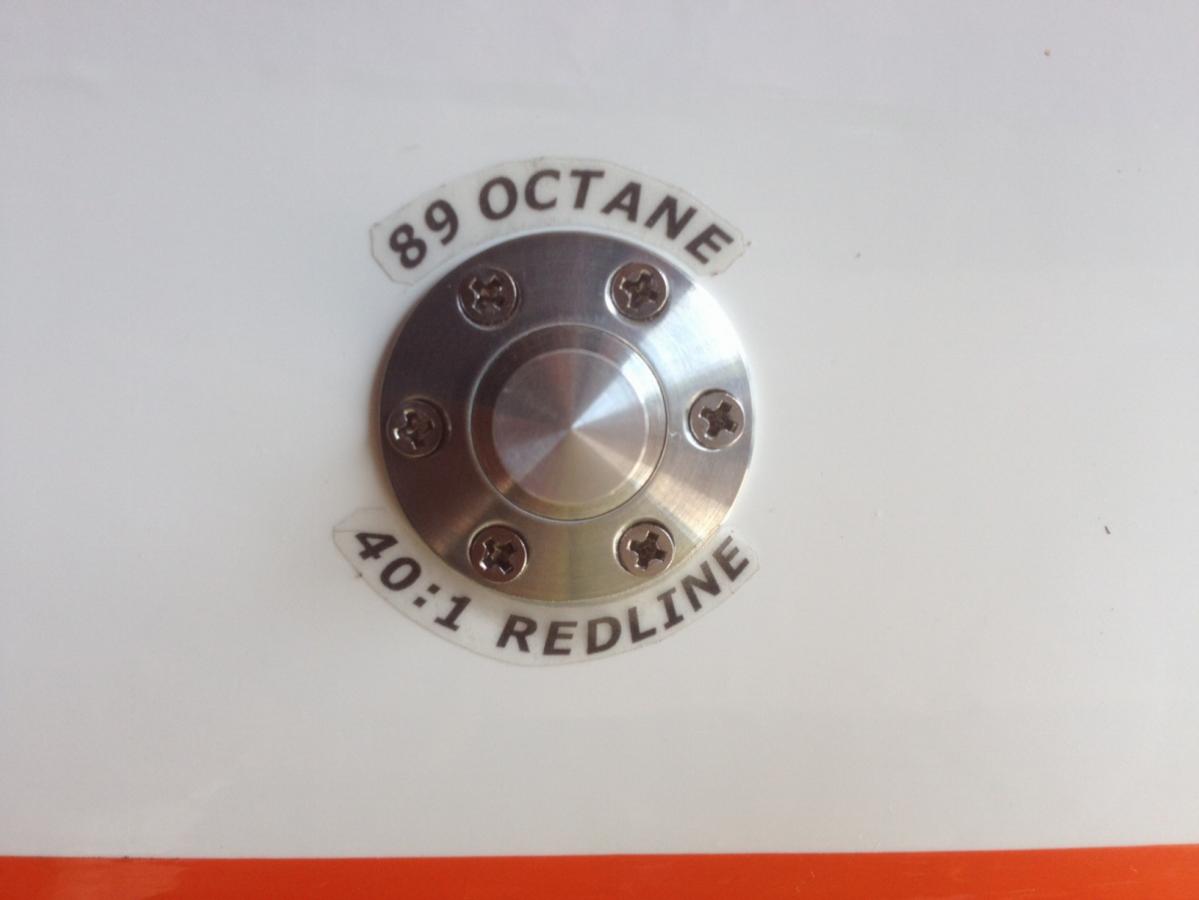 89 OCTANE
40:1 REDLINE